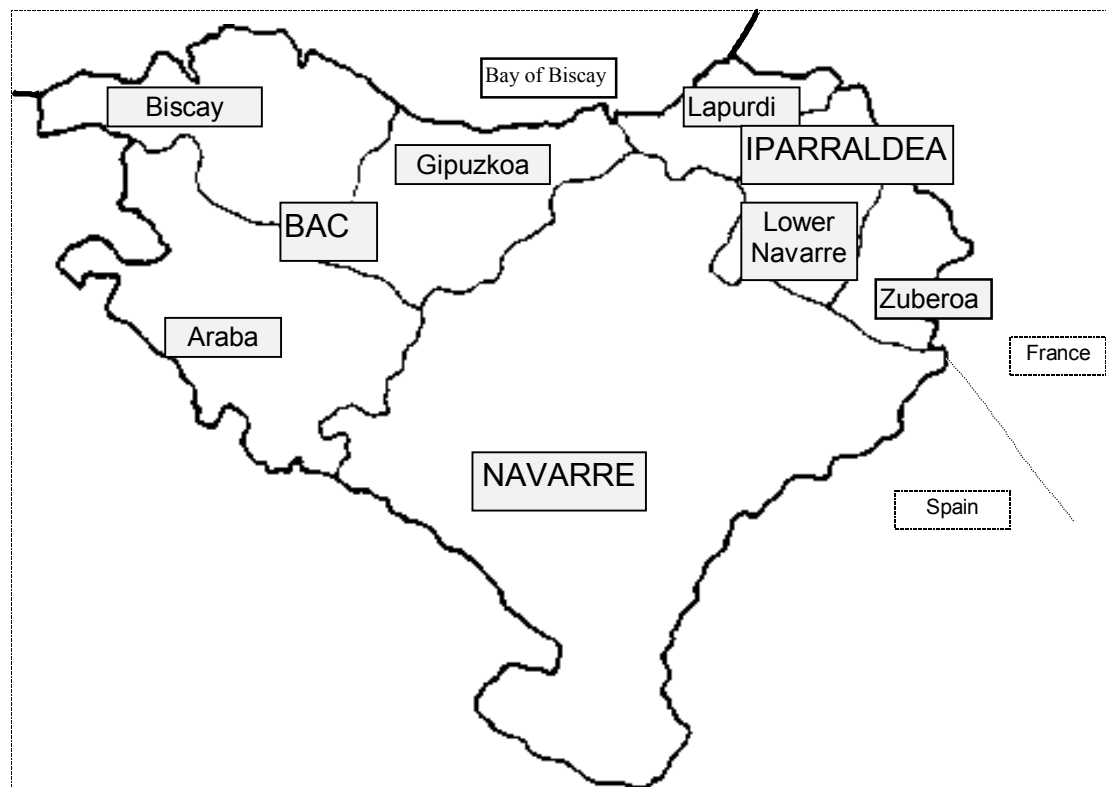 Bay of Biscay
Biscay
Lapurdi
IPARRALDEA
Gipuzkoa
BAC
Lower
Navarre
Zuberoa
Araba
France
NAVARRE
Spain